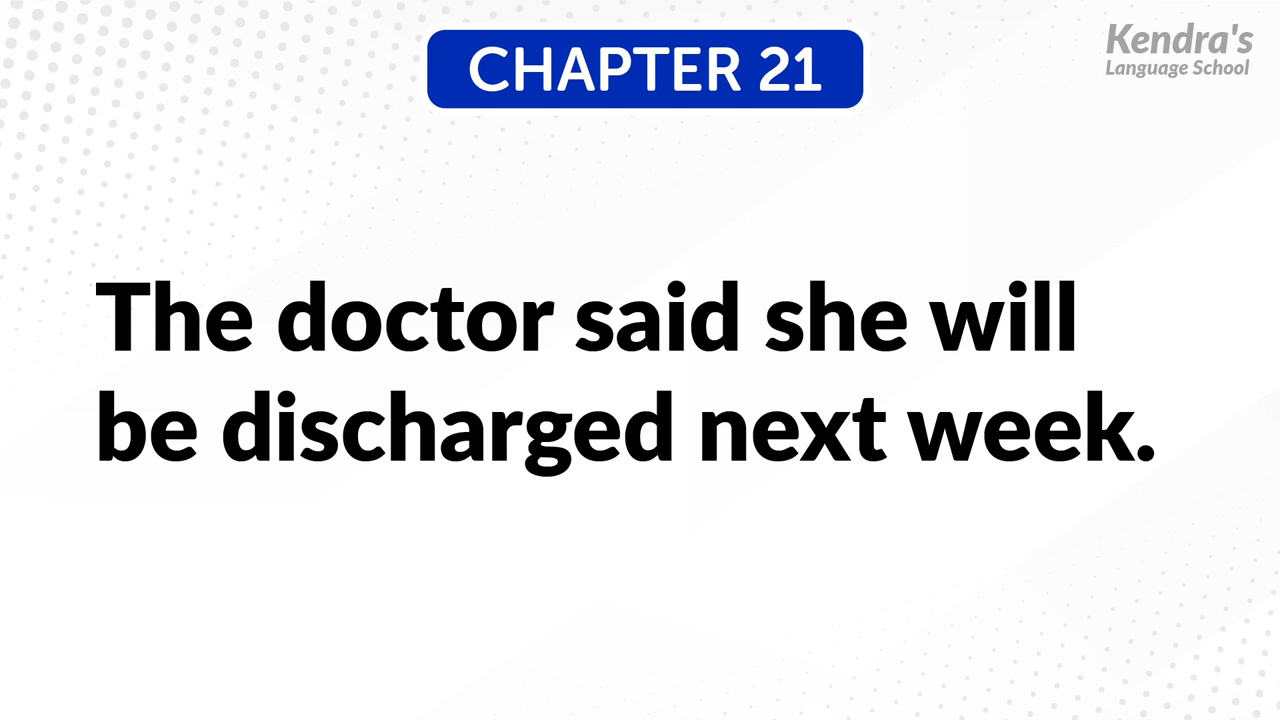 CHAPTER 21
Kendra's
Language School
The doctor said she will
be discharged next week.